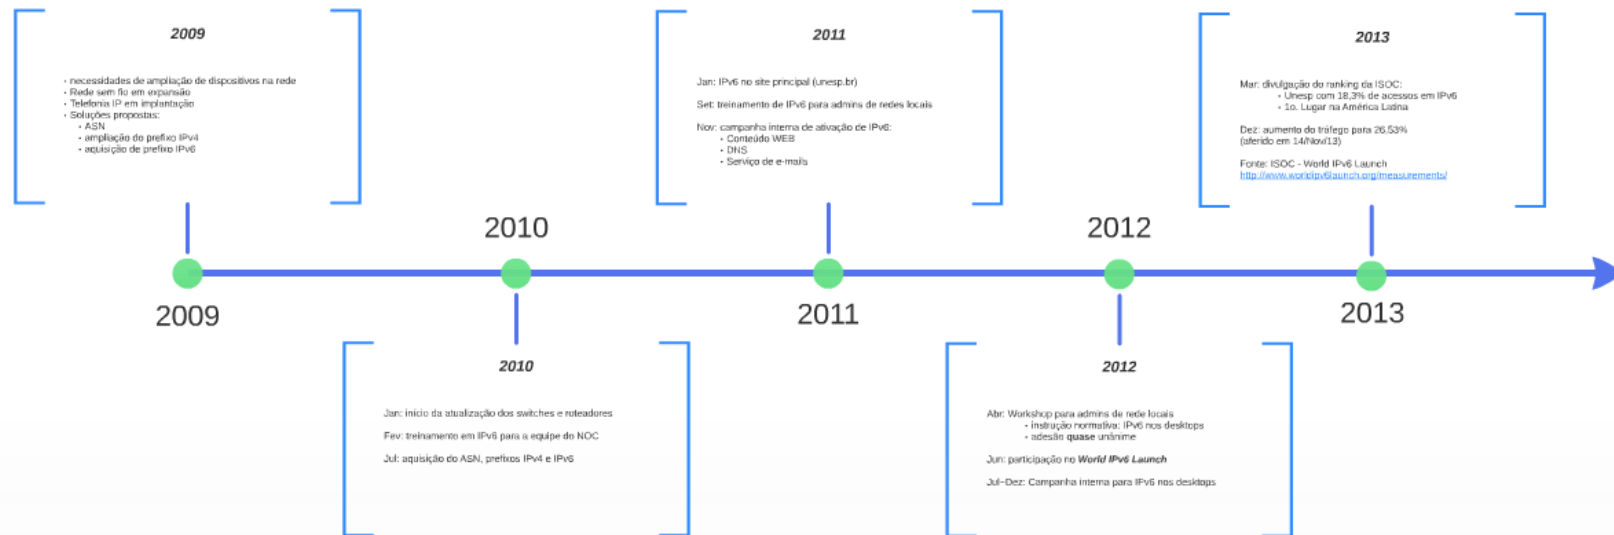 2009
• necessidades de ampliação de dispositivos na rede
• Rede sem fio em expansão
• Telefonia IP em implantação
• Soluções propostas:
• ASN
• ampliação do prefixo IPv4
• aquisição de prefixo IPv6
2009
2010
2010
Jan: início da atualização dos switches e roteadores
Fev: treinamento em IPv6 para a equipe do NOC
Jul: aquisição do ASN, prefixos IPv4 e IPv6
2011
Jan: IPv6 no site principal (unesp.br)
Set: treinamento de IPv6 para admins de redes locais
Nov: campanha interna de ativação de IPv6:
• Conteúdo WEB
• DNS
• Serviço de e-mails
2011
2012
2012
Abr: Workshop para admins de rede locais
• instrução normativa: IPv6 nos desktops
• adesão quase unânime
Jun: participação no World IPv6 Launch
Jul-Dez: Campanha interna para IPv6 nos desktops
2013
Mar: divulgação do ranking da ISOC:
• Unesp com 18,3% de acessos em IPv6
• 1o. Lugar na América Latina
Dez: aumento do tráfego para 26,53%
(aferido em 14/Nov/13)
Fonte: ISOC - World IPv6 Launch
http://www.worldipv6launch.org/measurements/
2013